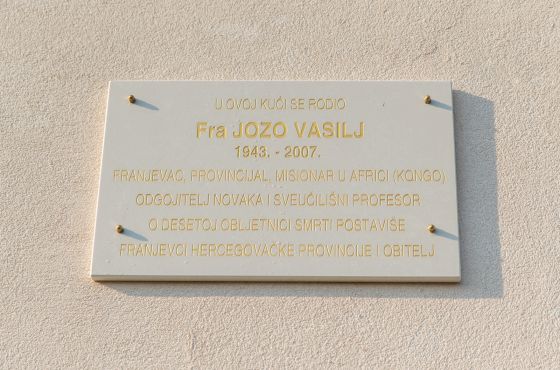 U OVOJ KUĆI SE RODIO
Fra JOZO VASILJ
1943. - 2007.
FRANJEVAC, PROVINCIJAL, MISIONAR U AFRICI (KONGO)
ODGOJITELJ NOVAKA I SVEUČILIŠNI PROFESOR
O DESETOJ OBLJETNICI SMRTI POSTAVIŠE
FRANJEVCI HERCEGOVAČKE PROVINCIJE I OBITELJ